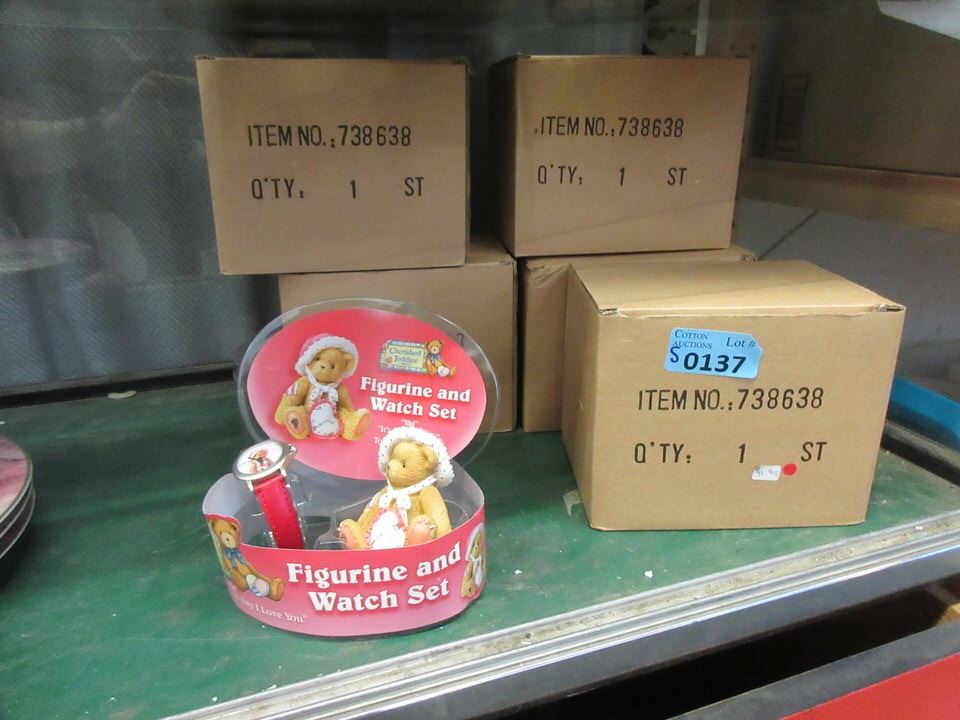 ITEM NO.:738638
Q'TY: 1 ST
ITEM NO.:738638
Q'TY: 1 ST
COTTON AUCTIONS Lot #
S 0137
ITEM NO.:738638
Q'TY: 1 ST
Cherished Teddies
Figurine and
Watch Set
Figurine and
Watch Set
I Love You"